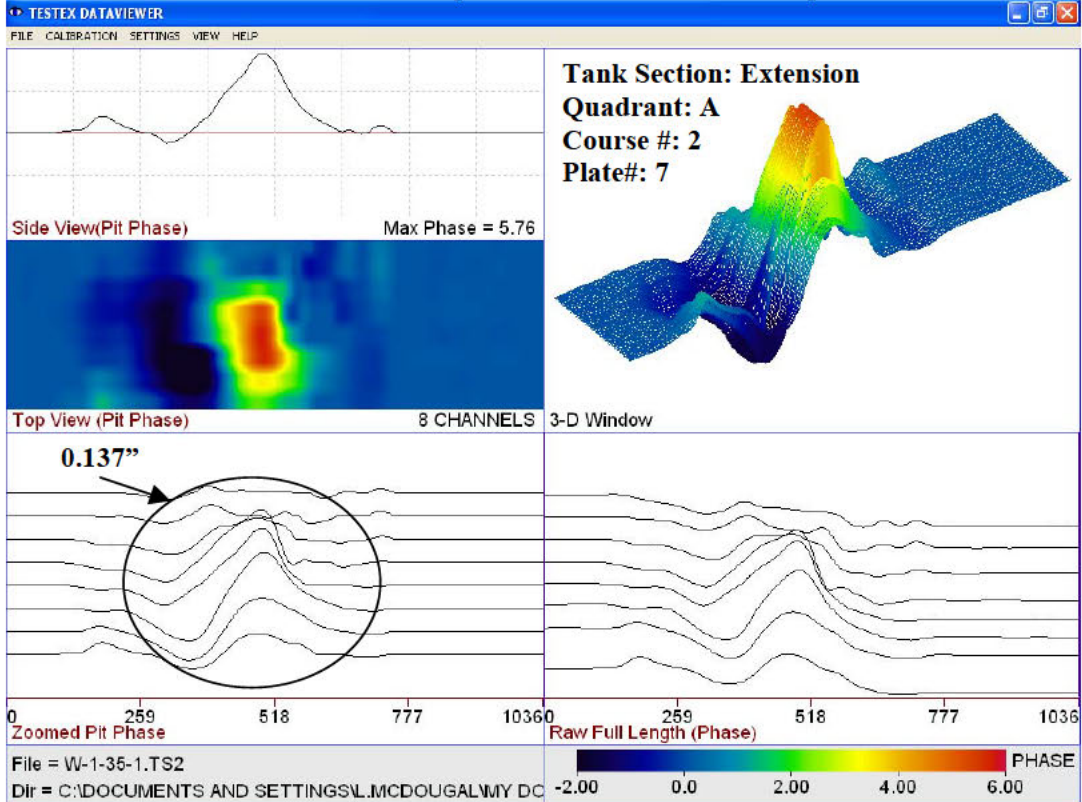 TESTEX DATAVIEWER
FILE CALIBRATION SETTINGS VIEW HELP
Side View(Pit Phase) Max Phase = 5.76
Tank Section: Extension
Quadrant: A
Course #: 2
Plate#: 7
Top View (Pit Phase) 8 CHANNELS
3-D Window
0.137”
0 259 518 777 1036
Zoomed Pit Phase
0 259 518 777 1036
Raw Full Length (Phase)
File = W-1-35-1.TS2
Dir = C:\DOCUMENTS AND SETTINGS\L.MCDOUGAL\MY DO
PHASE
-2.00 0.0 2.00 4.00 6.00